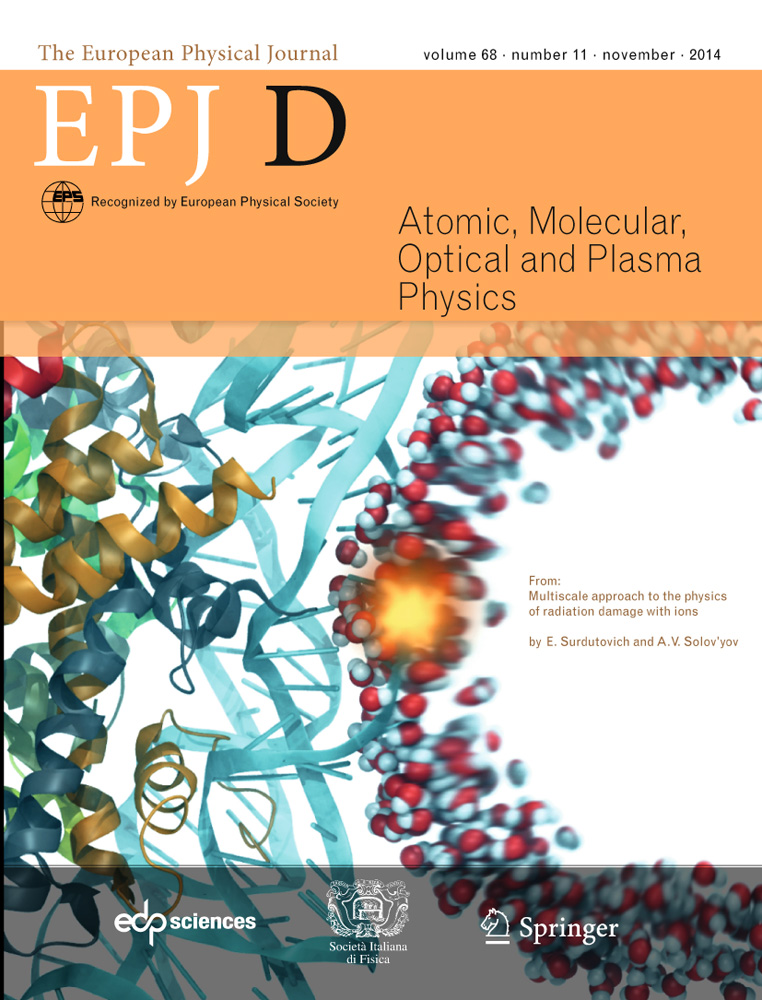 The European Physical Journal
volume 68 · number 11 · november · 2014
EPJ D
EPS
Recognized by European Physical Society
Atomic, Molecular,
Optical and Plasma
Physics
From:
Multiscale approach to the physics
of radiation damage with ions
by E. Surdutovich and A.V. Solov'yov
edp sciences
Società Italiana
di Fisica
Springer